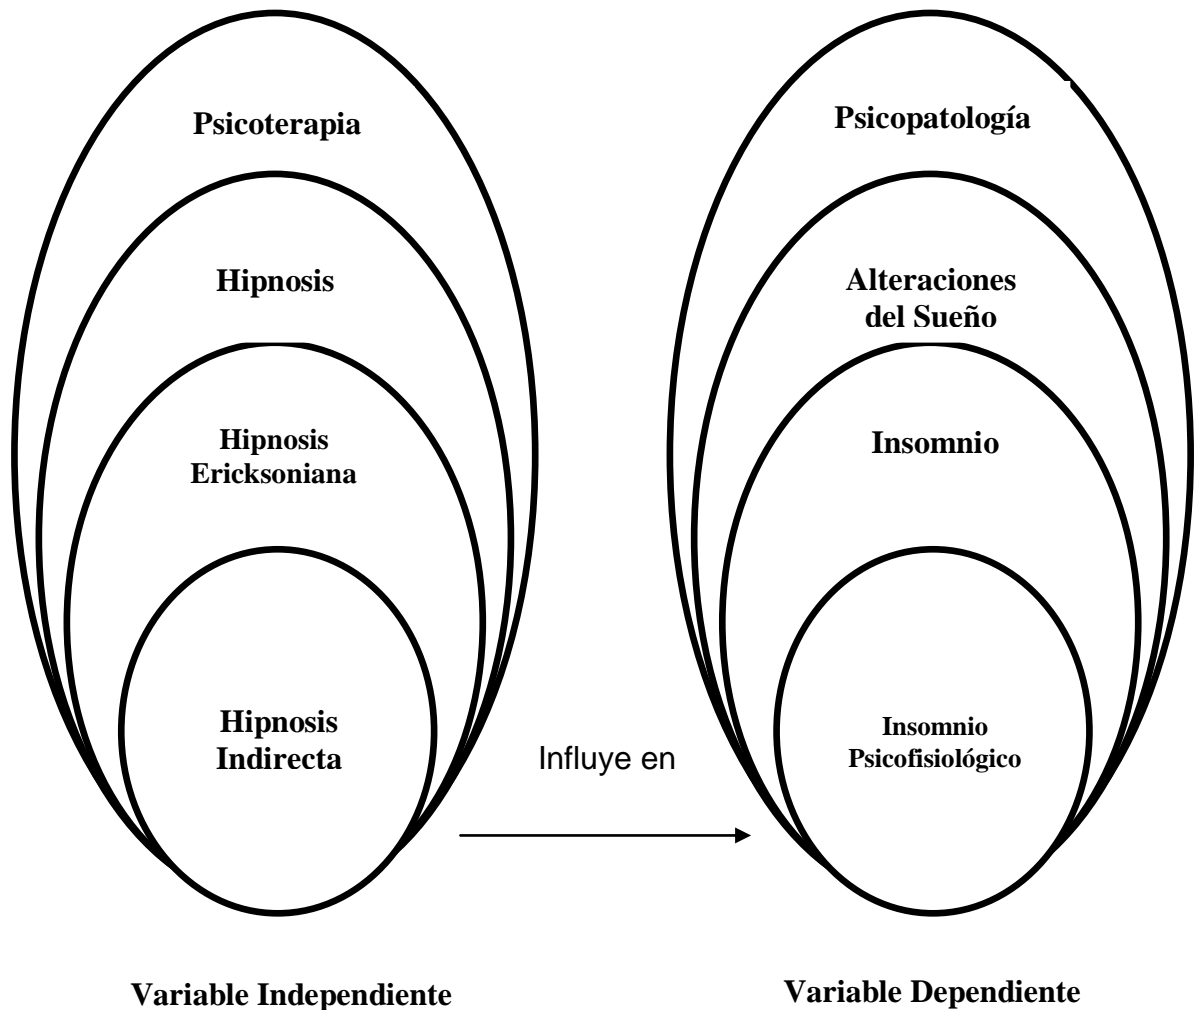 Psicoterapia
Hipnosis
Hipnosis
Ericksoniana
Hipnosis
Indirecta
Variable Independiente
Influye en
Psicopatología
Alteraciones
del Sueño
Insomnio
Insomnio
Psicofisiológico
Variable Dependiente